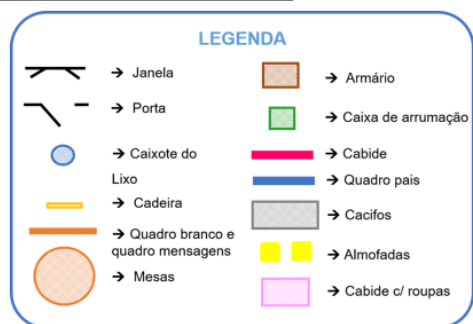 LEGENDA
→ Janela
→ Porta
→ Caixote do
Lixo
→ Cadeira
→ Quadro branco e
quadro mensagens
→ Mesas
→ Armário
→ Caixa de arrumação
→ Cabide
→ Quadro pais
→ Cacifos
→ Almofadas
→ Cabide c/ roupas